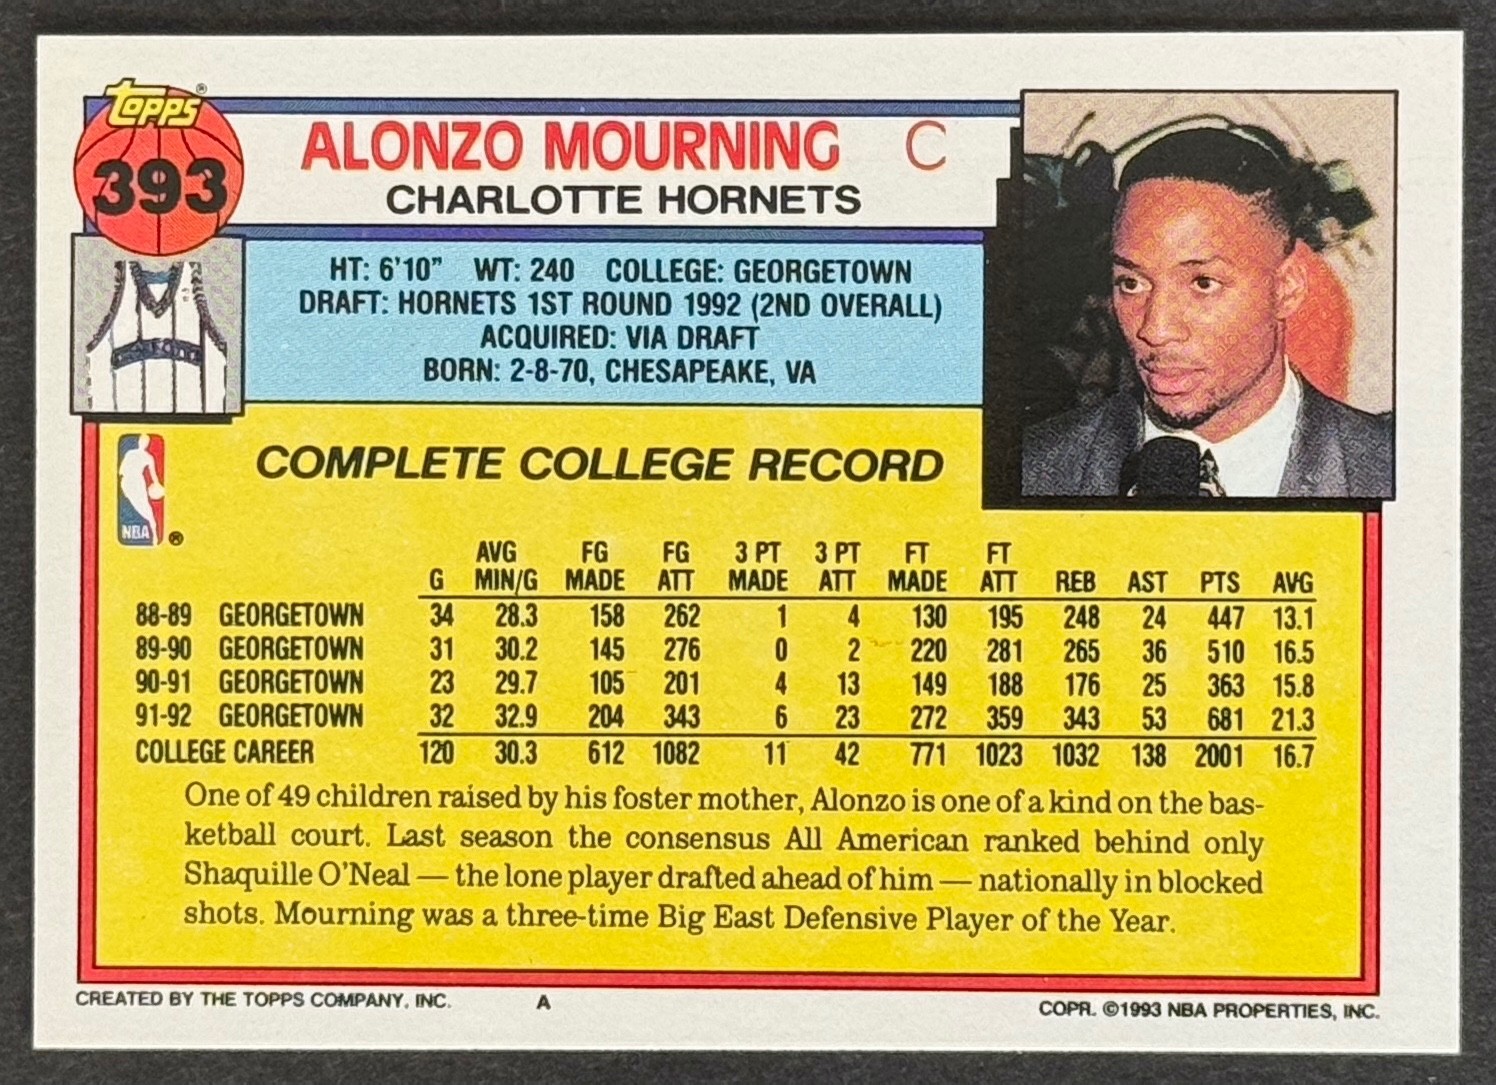 Topps®
393
ALONZO MOURNING C
CHARLOTTE HORNETS
HT: 6'10" WT: 240 COLLEGE: GEORGETOWN
DRAFT: HORNETS 1ST ROUND 1992 (2ND OVERALL)
ACQUIRED: VIA DRAFT
BORN: 2-8-70, CHESAPEAKE, VA
NBA ®
COMPLETE COLLEGE RECORD
AVG FG FG 3 PT 3 PT FT FT
G MIN/G MADE ATT MADE ATT MADE ATT REB AST PTS AVG
88-89 GEORGETOWN 34 28.3 158 262 1 4 130 195 248 24 447 13.1
89-90 GEORGETOWN 31 30.2 145 276 0 2 220 281 265 36 510 16.5
90-91 GEORGETOWN 23 29.7 105 201 4 13 149 188 176 25 363 15.8
91-92 GEORGETOWN 32 32.9 204 343 6 23 272 359 343 53 681 21.3
COLLEGE CAREER 120 30.3 612 1082 11 42 771 1023 1032 138 2001 16.7
One of 49 children raised by his foster mother, Alonzo is one of a kind on the bas-
ketball court. Last season the consensus All American ranked behind only
Shaquille O'Neal — the lone player drafted ahead of him — nationally in blocked
shots. Mourning was a three-time Big East Defensive Player of the Year.
CREATED BY THE TOPPS COMPANY, INC. A COPR. ©1993 NBA PROPERTIES, INC.